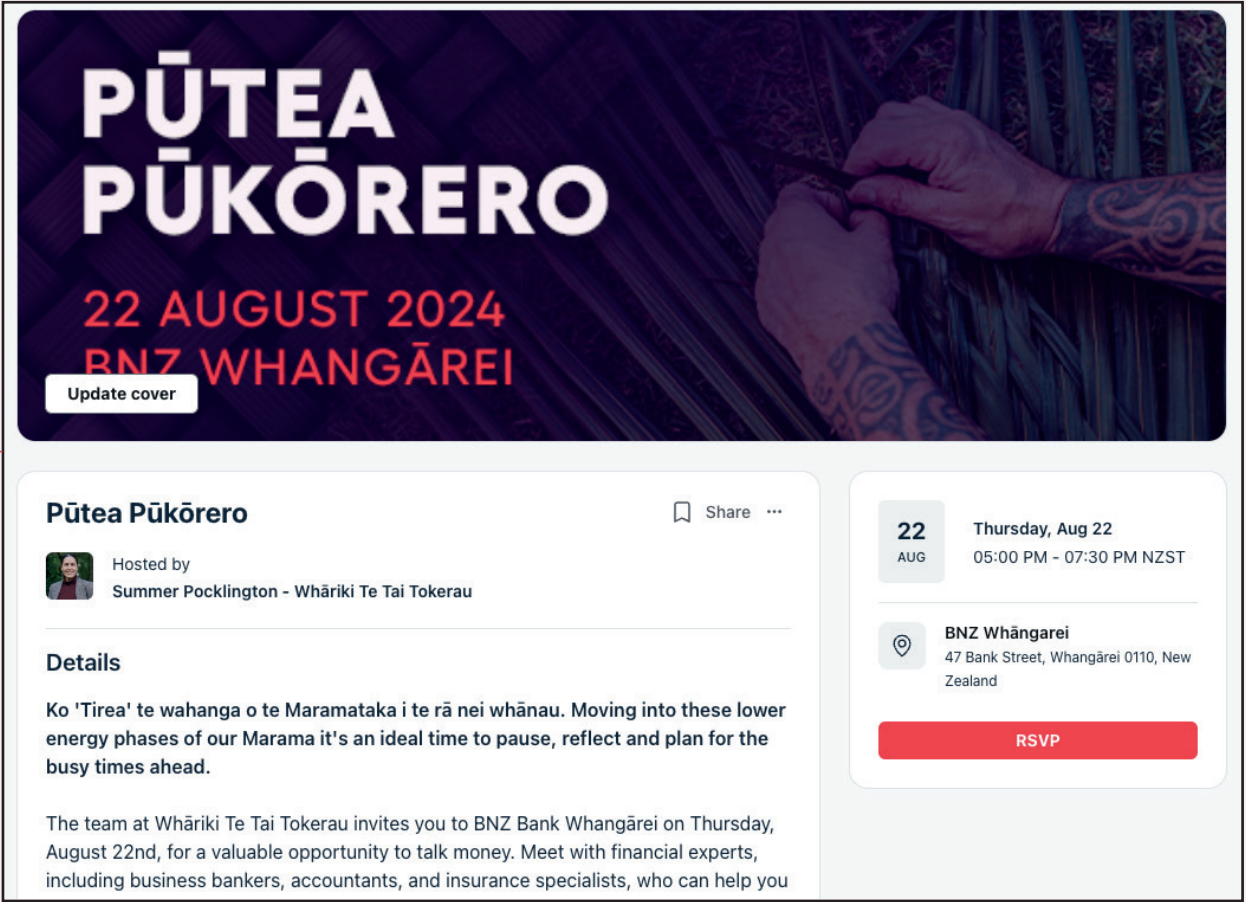 PŪTEA
PŪKŌRERO
22 AUGUST 2024
BNZ WHANGĀREI
Update cover
Pūtea Pūkōrero
Share
Hosted by
Summer Pocklington - Whāriki Te Tai Tokerau
Details
Ko 'Tirea' te wahanga o te Maramataka i te rā nei whānau. Moving into these lower
energy phases of our Marama it's an ideal time to pause, reflect and plan for the
busy times ahead.
The team at Whāriki Te Tai Tokerau invites you to BNZ Bank Whangārei on Thursday,
August 22nd, for a valuable opportunity to talk money. Meet with financial experts,
including business bankers, accountants, and insurance specialists, who can help you
22
AUG
Thursday, Aug 22
05:00 PM - 07:30 PM NZST
BNZ Whāngarei
47 Bank Street, Whangārei 0110, New
Zealand
RSVP